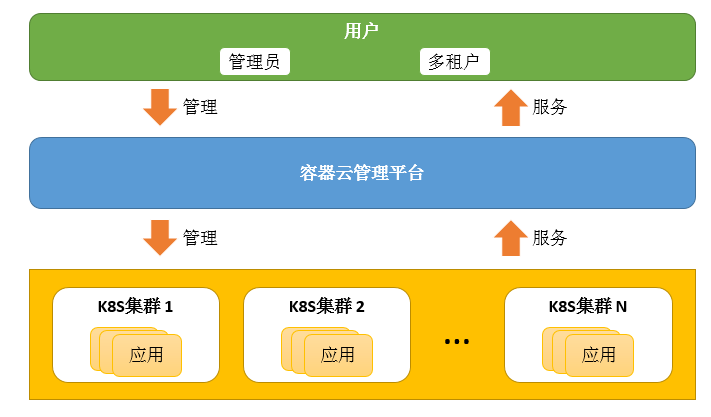 用户
管理员
多租户
管理
服务
容器云管理平台
管理
服务
K8S集群 1
K8S集群 2
K8S集群 N
应用
应用
...
应用